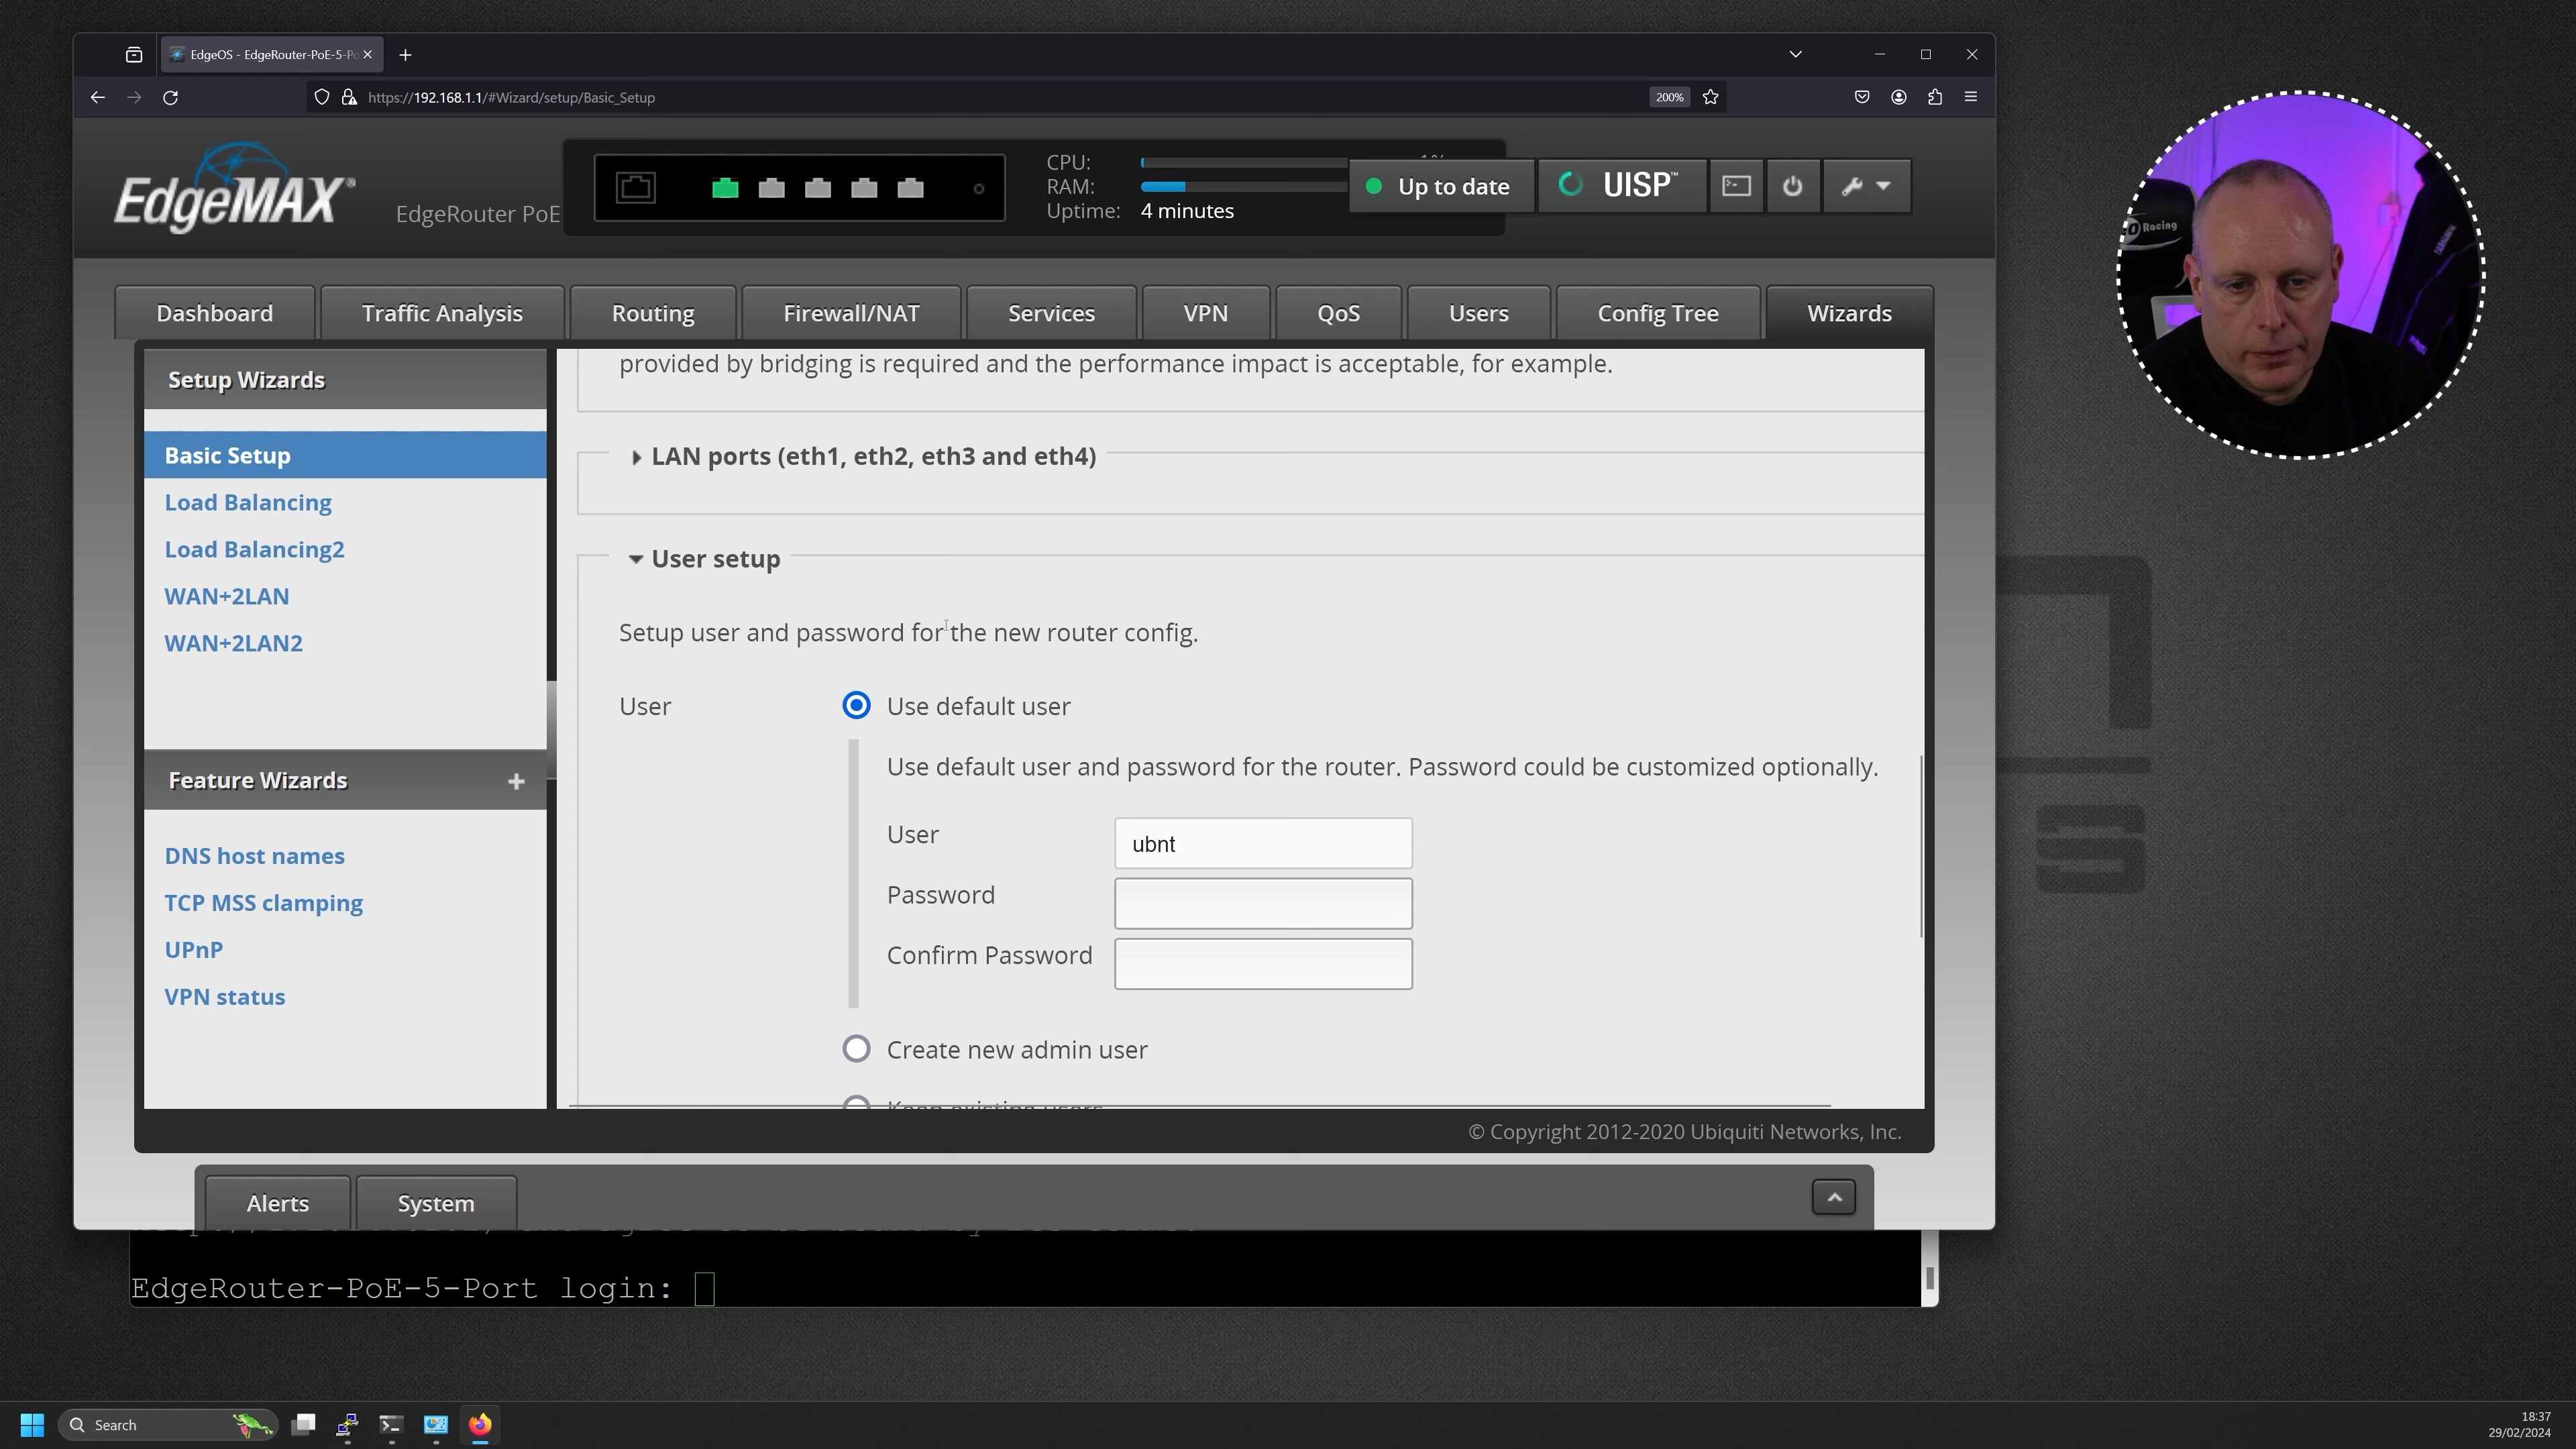 EdgeOS - EdgeRouter-PoE-5-Po
https://192.168.1.1/#Wizard/setup/Basic_Setup
200%
EdgeMAX®
EdgeRouter PoE
CPU:
1%
RAM:
Uptime: 4 minutes
Up to date
UISP™
Dashboard
Traffic Analysis
Routing
Firewall/NAT
Services
VPN
QoS
Users
Config Tree
Wizards
Setup Wizards
Basic Setup
Load Balancing
Load Balancing2
WAN+2LAN
WAN+2LAN2
Feature Wizards
DNS host names
TCP MSS clamping
UPnP
VPN status
provided by bridging is required and the performance impact is acceptable, for example.
LAN ports (eth1, eth2, eth3 and eth4)
User setup
Setup user and password for the new router config.
User
Use default user
Use default user and password for the router. Password could be customized optionally.
User
ubnt
Password
Confirm Password
Create new admin user
Keep existing users
© Copyright 2012-2020 Ubiquiti Networks, Inc.
Alerts
System
EdgeRouter-PoE-5-Port login:
Racing
Search
18:37
29/02/2024